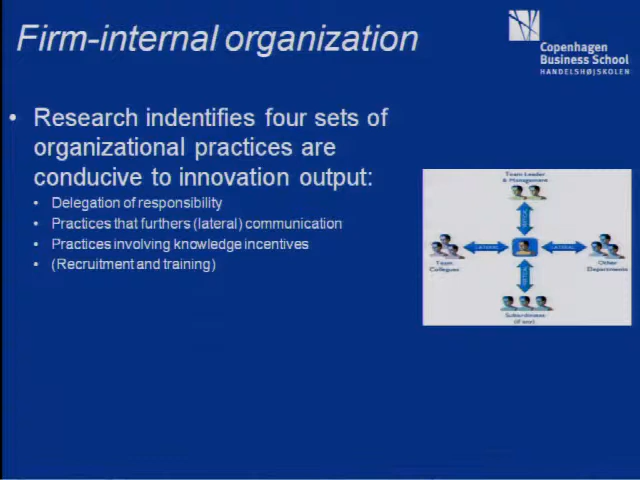 Firm-internal organization
Copenhagen
Business School
HANDELSHØJSKOLEN
• Research indentifies four sets of
organizational practices are
conducive to innovation output:
• Delegation of responsibility
• Practices that furthers (lateral) communication
• Practices involving knowledge incentives
• (Recruitment and training)
Team Leader
& Management
LATERAL
LATERAL
Team
Other
Departments
Subordinates